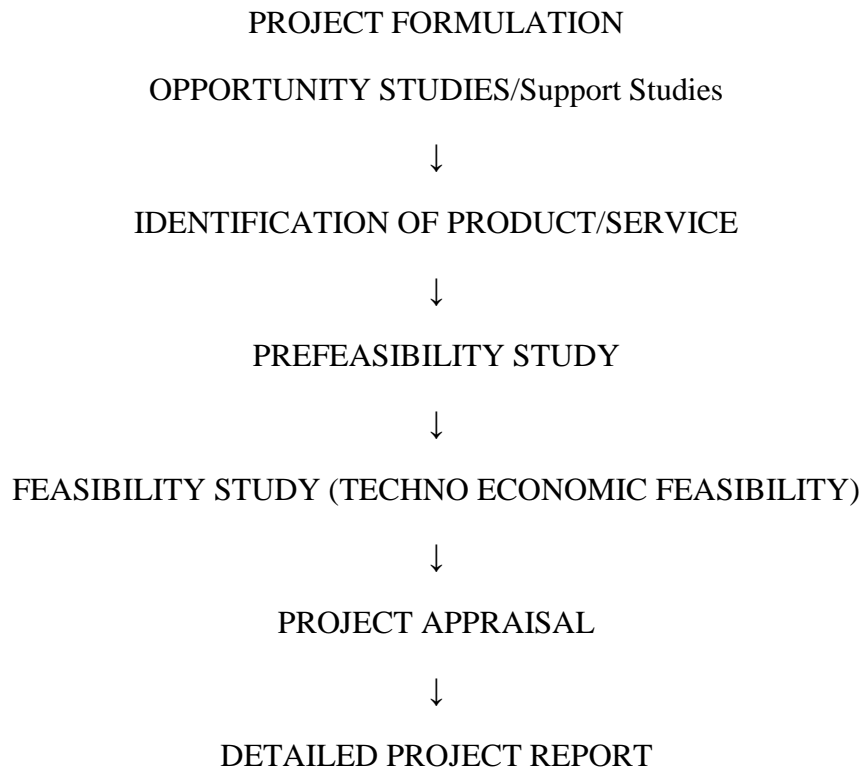 PROJECT FORMULATION
OPPORTUNITY STUDIES/Support Studies
↓
IDENTIFICATION OF PRODUCT/SERVICE
↓
PREFEASIBILITY STUDY
↓
FEASIBILITY STUDY (TECHNO ECONOMIC FEASIBILITY)
↓
PROJECT APPRAISAL
↓
DETAILED PROJECT REPORT